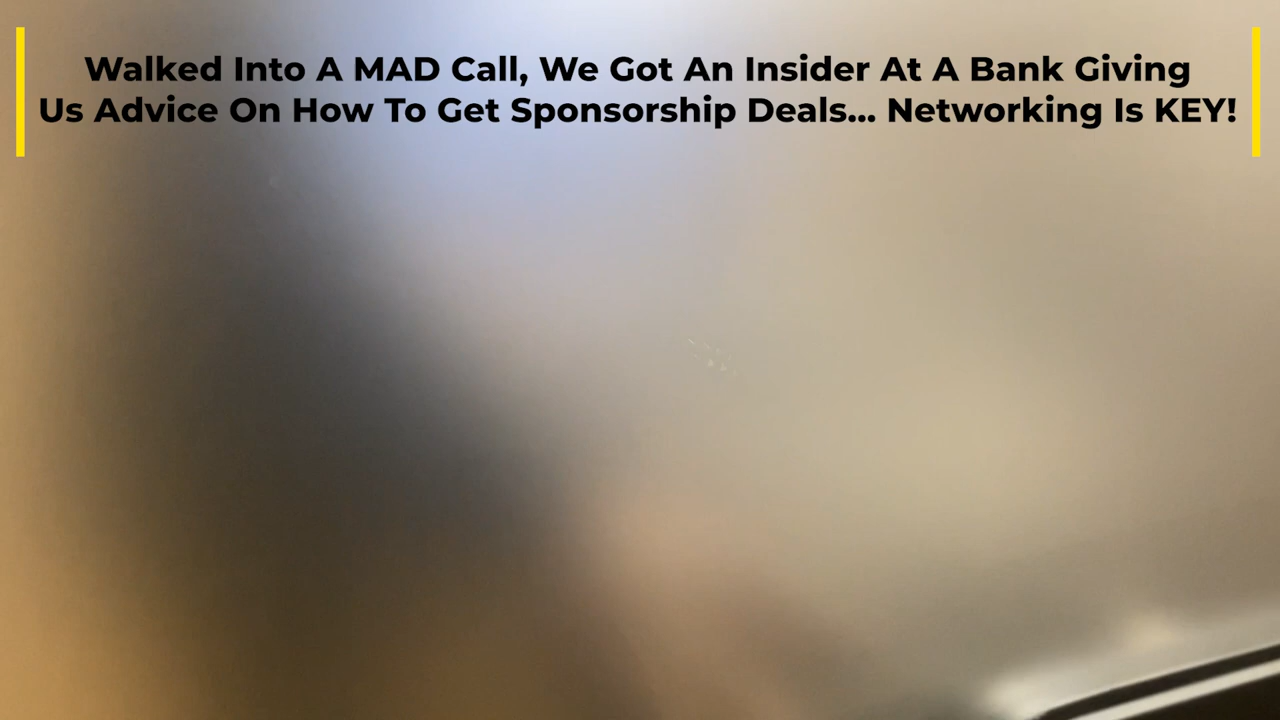 Walked Into A MAD Call, We Got An Insider At A Bank Giving
Us Advice On How To Get Sponsorship Deals... Networking Is KEY!